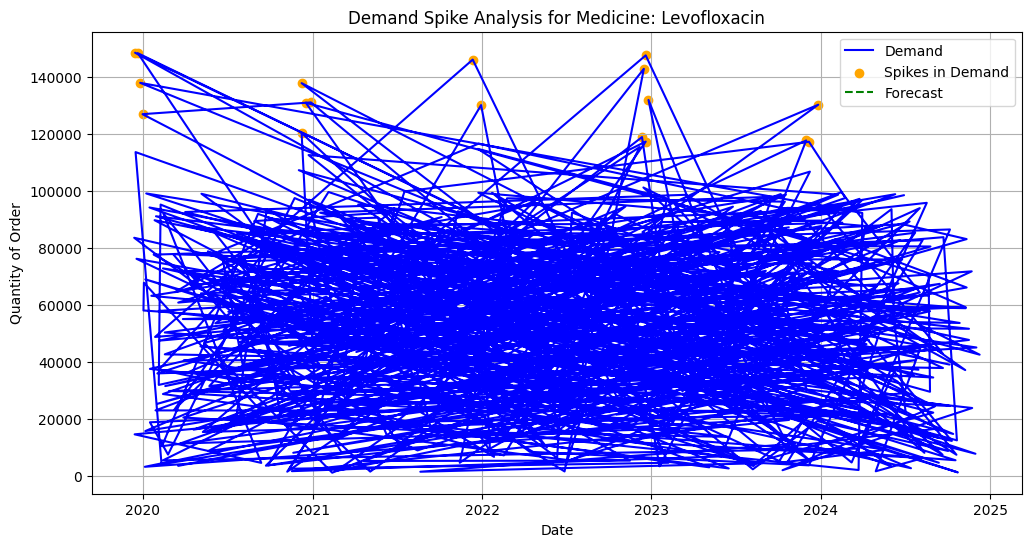 Demand Spike Analysis for Medicine: Levofloxacin
Demand
Spikes in Demand
Forecast
Quantity of Order
140000
120000
100000
80000
60000
40000
20000
0
2020 2021 2022 2023 2024 2025
Date